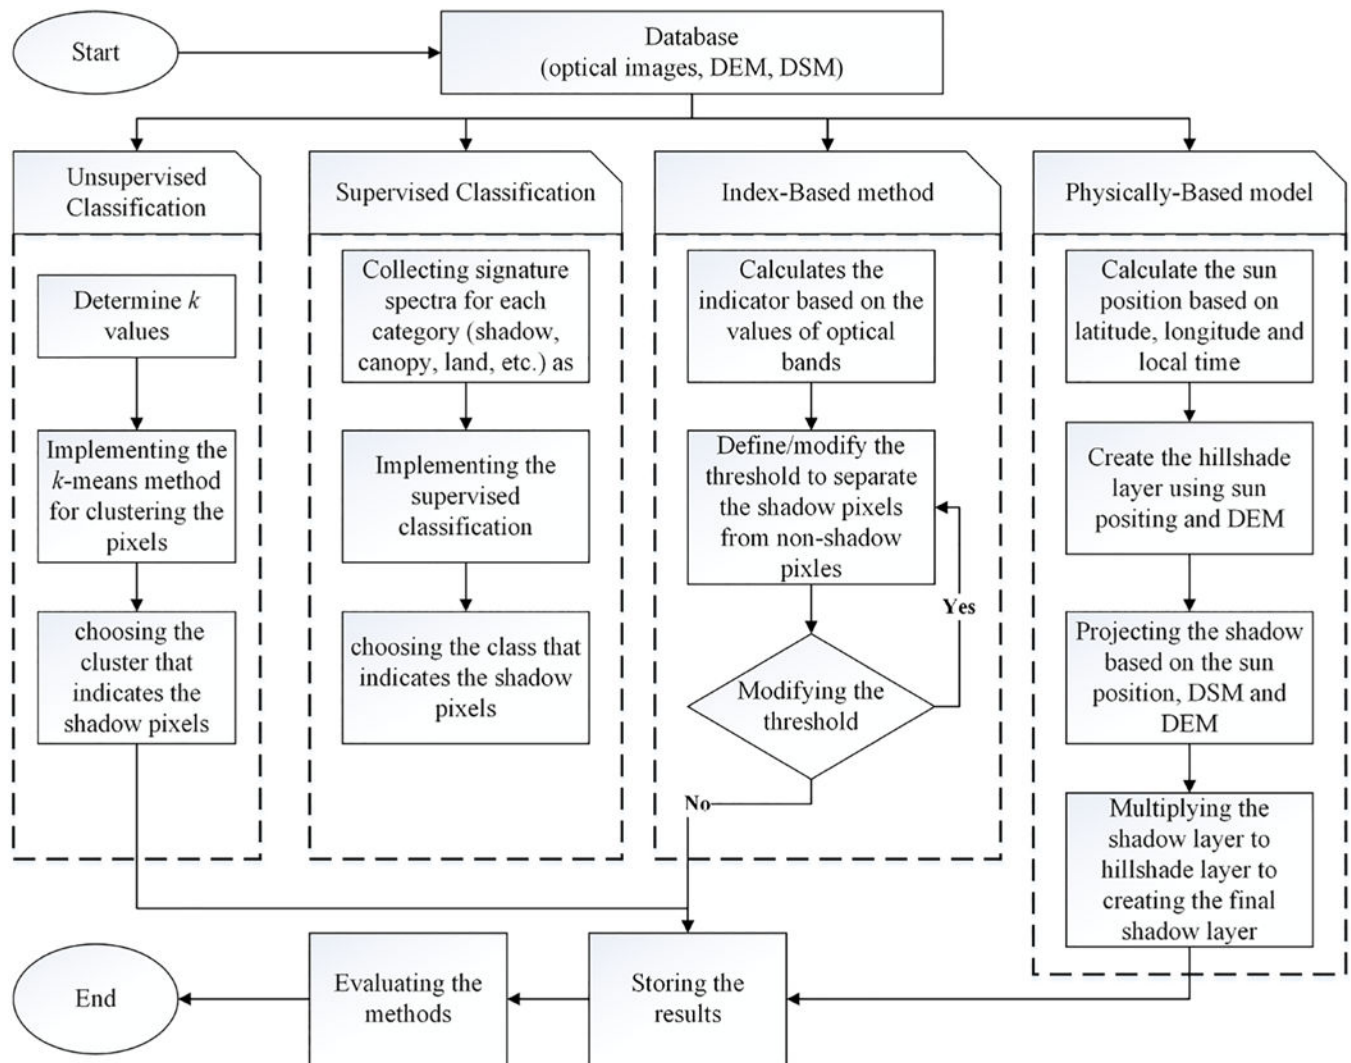 Start
Database
(optical images, DEM, DSM)
Unsupervised
Classification
Determine k
values
Implementing the
k-means method
for clustering the
pixels
choosing the
cluster that
indicates the
shadow pixels
Supervised Classification
Collecting signature
spectra for each
category (shadow,
canopy, land, etc.) as
Implementing the
supervised
classification
choosing the class that
indicates the shadow
pixels
Index-Based method
Calculates the
indicator based on the
values of optical
bands
Define/modify the
threshold to separate
the shadow pixels
from non-shadow
pixles
Yes
Modifying the
threshold
No
Physically-Based model
Calculate the sun
position based on
latitude, longitude and
local time
Create the hillshade
layer using sun
positing and DEM
Projecting the shadow
based on the sun
position, DSM and
DEM
Multiplying the
shadow layer to
hillshade layer to
creating the final
shadow layer
Storing the
results
Evaluating the
methods
End